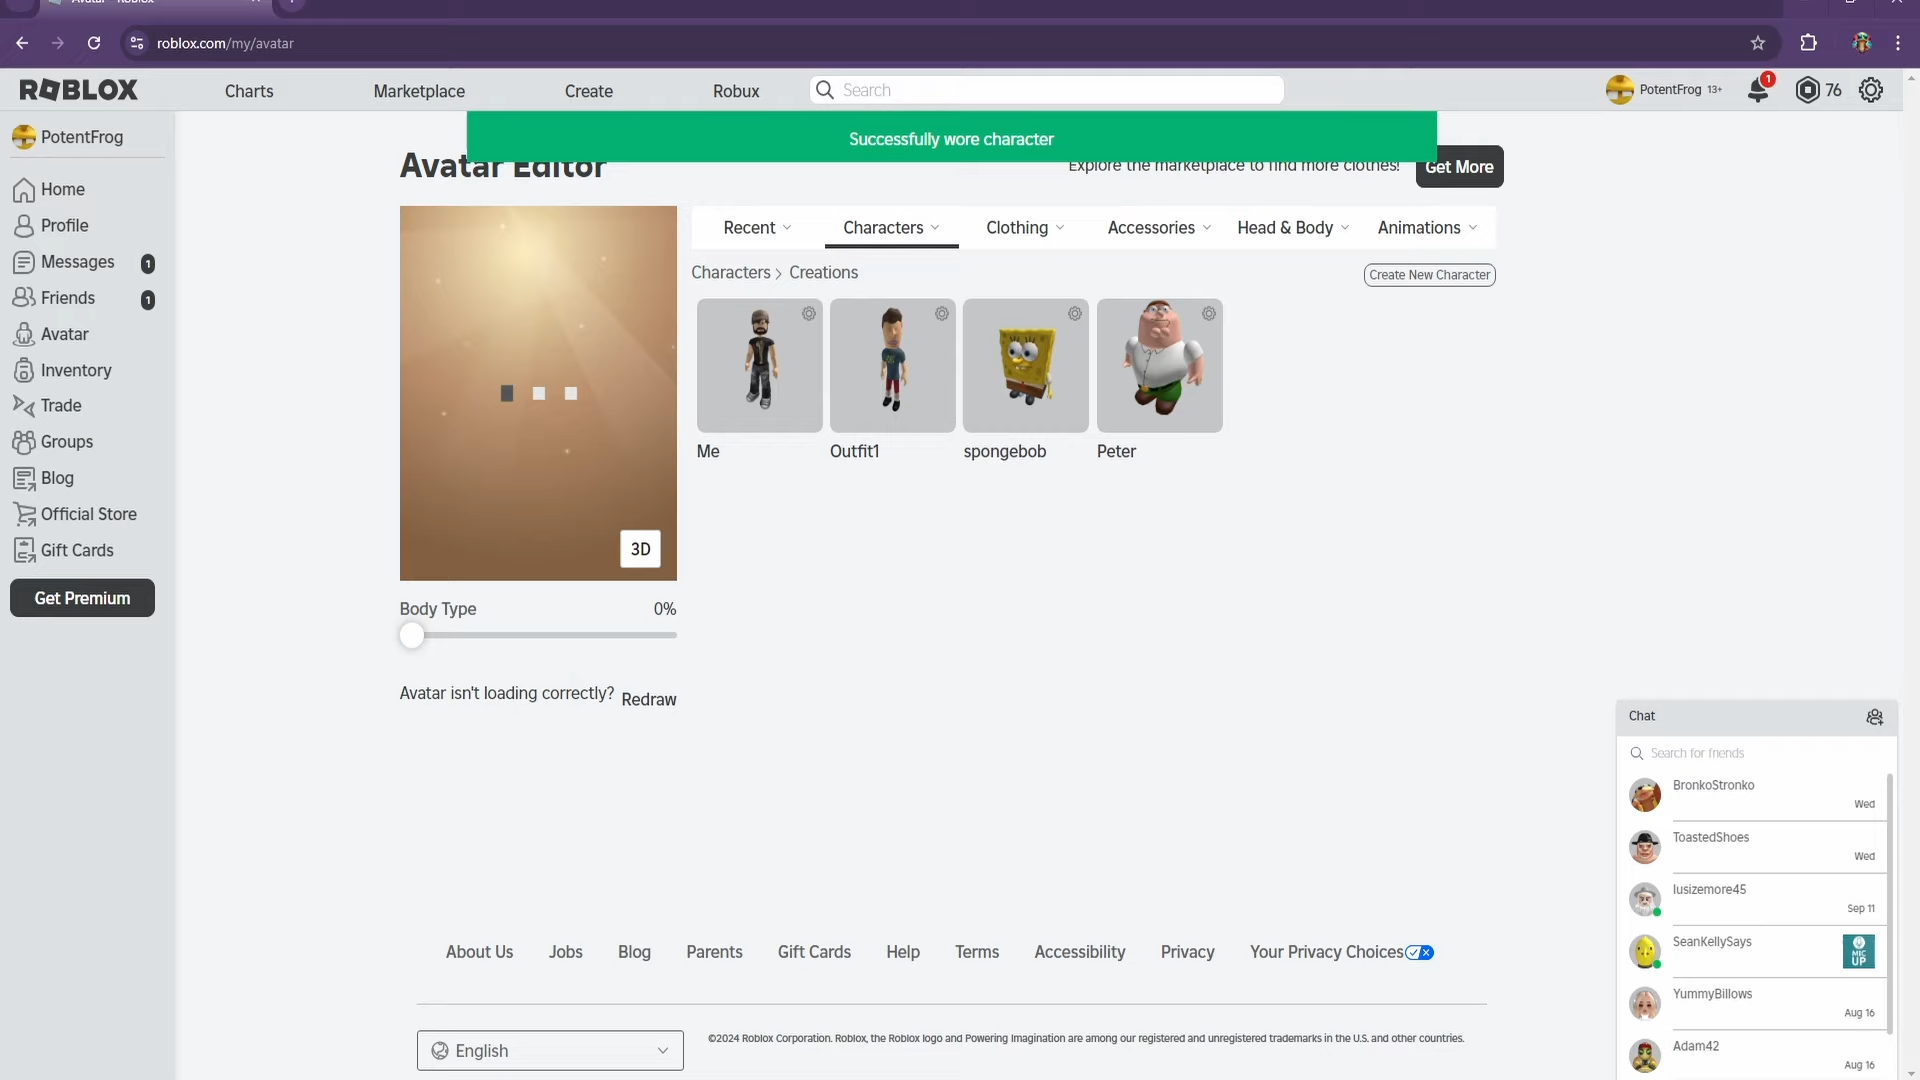 roblox.com/my/avatar
ROBLOX
Charts
Marketplace
Create
Robux
Search
PotentFrog 13+
1
76
PotentFrog
Successfully wore character
Avatar Editor
Explore the marketplace to find more clothes!
Get More
Home
Profile
Messages 1
Friends 1
Avatar
Inventory
Trade
Groups
Blog
Official Store
Gift Cards
Get Premium
Recent
Characters
Clothing
Accessories
Head & Body
Animations
Characters > Creations
Create New Character
Me
Outfit1
spongebob
Peter
3D
Body Type 0%
Avatar isn't loading correctly? Redraw
Chat
Search for friends
BronkoStronko
Wed
ToastedShoes
Wed
SeanKellySays
MIC
UP
YummyBillows
Aug 16
Adam42
Aug 16
Sep 11
About Us
Jobs
Blog
Parents
Gift Cards
Help
Terms
Accessibility
Privacy
Your Privacy Choices
English
©2024 Roblox Corporation. Roblox, the Roblox logo and Powering Imagination are among our registered and unregistered trademarks in the U.S. and other countries.